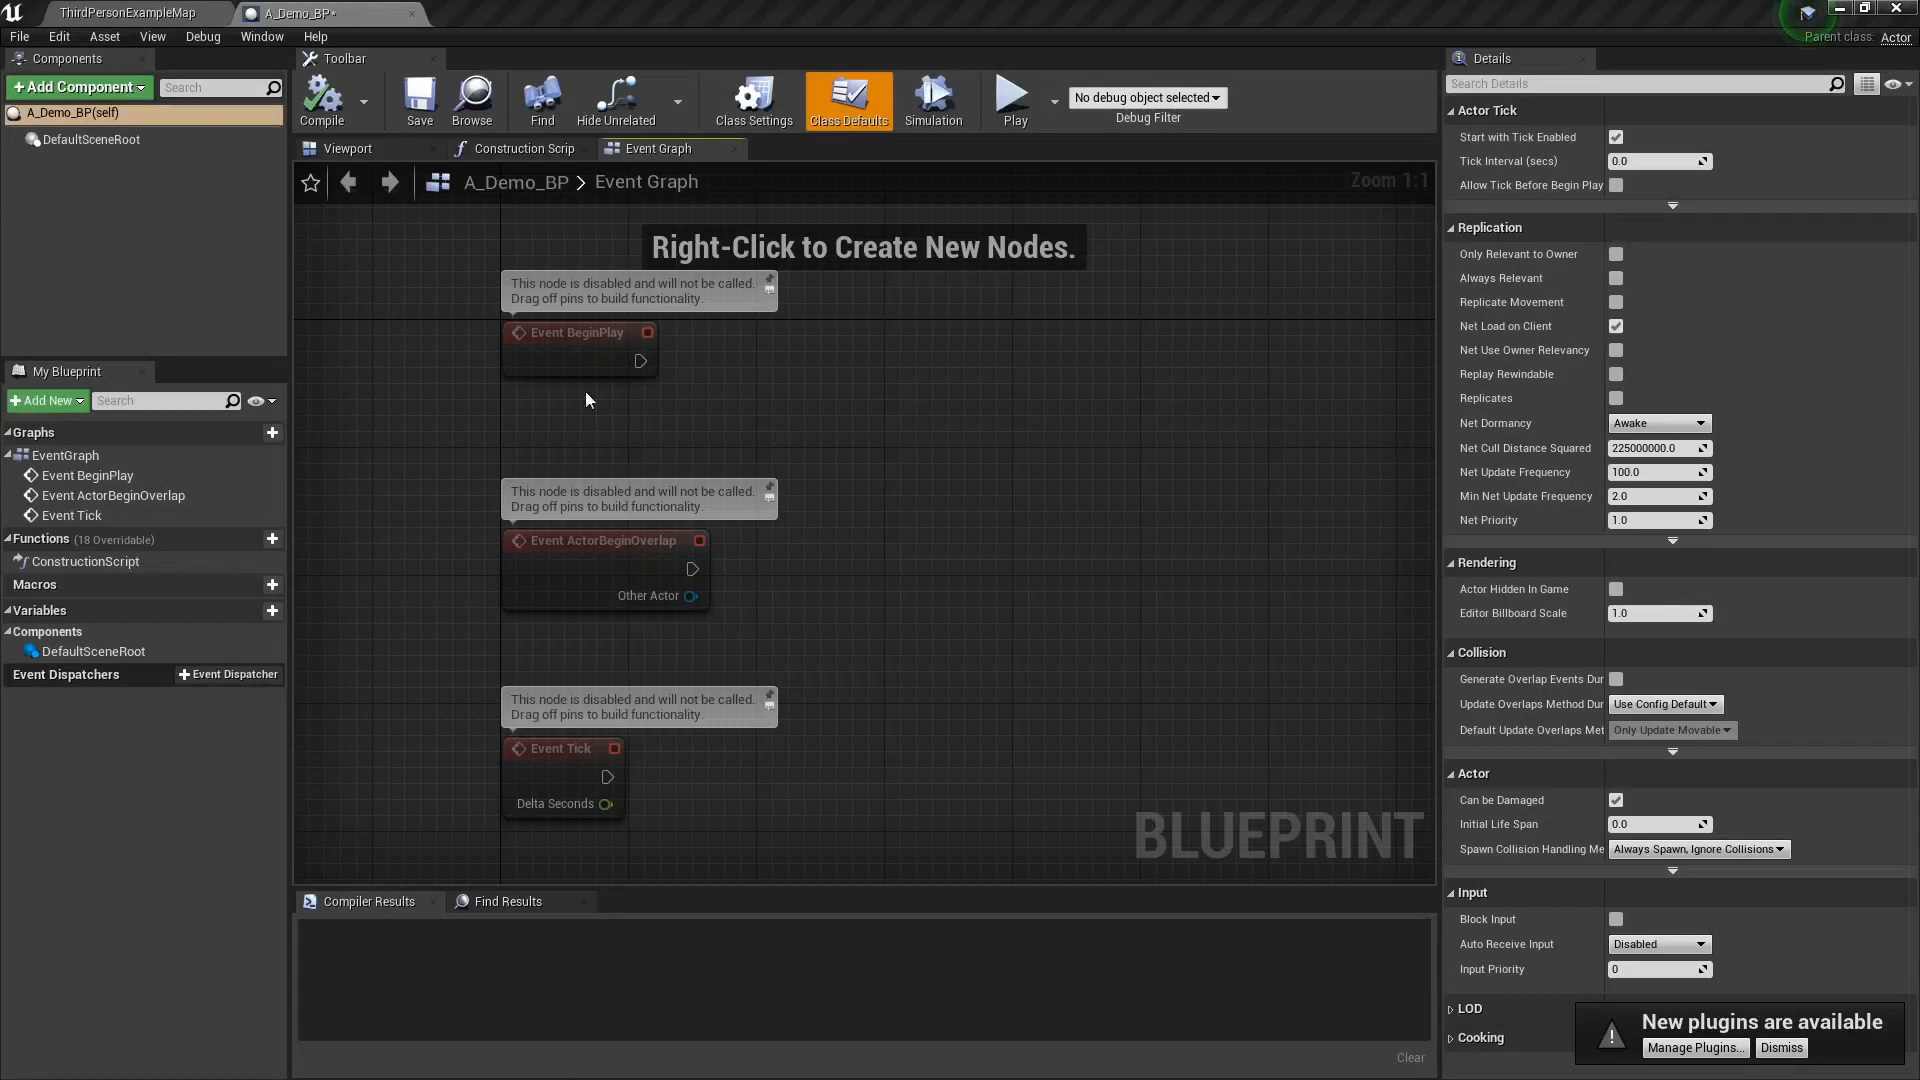 ThirdPersonExampleMap
A_Demo_BP*
File Edit Asset View Debug Window Help
Parent class: Actor
Components
+Add Component
Search
A_Demo_BP(self)
DefaultSceneRoot
My Blueprint
+Add New
Search
Graphs
EventGraph
Event BeginPlay
Event ActorBeginOverlap
Event Tick
Functions (18 Overridable)
ConstructionScript
Macros
Variables
Components
DefaultSceneRoot
Event Dispatchers
+Event Dispatcher
Toolbar
Compile
Save
Browse
Find
Hide Unrelated
Class Settings
Class Defaults
Simulation
Play
No debug object selected
Debug Filter
Viewport
Construction Scrip
Event Graph
A_Demo_BP > Event Graph
Zoom 1:1
Right-Click to Create New Nodes.
This node is disabled and will not be called.
Drag off pins to build functionality.
Event BeginPlay
This node is disabled and will not be called.
Drag off pins to build functionality.
Event ActorBeginOverlap
Other Actor
This node is disabled and will not be called.
Drag off pins to build functionality.
Event Tick
Delta Seconds
BLUEPRINT
Compiler Results
Find Results
Clear
Details
Search Details
Actor Tick
Start with Tick Enabled
Tick Interval (secs) 0.0
Allow Tick Before Begin Play
Replication
Only Relevant to Owner
Always Relevant
Replicate Movement
Net Load on Client
Net Use Owner Relevancy
Replay Rewindable
Replicates
Net Dormancy Awake
Net Cull Distance Squared 225000000.0
Net Update Frequency 100.0
Min Net Update Frequency 2.0
Net Priority 1.0
Rendering
Actor Hidden In Game
Editor Billboard Scale 1.0
Collision
Generate Overlap Events Dur
Update Overlaps Method Dur Use Config Default
Default Update Overlaps Met Only Update Movable
Actor
Can be Damaged
Initial Life Span 0.0
Spawn Collision Handling Me Always Spawn, Ignore Collisions
Input
Block Input
Auto Receive Input Disabled
Input Priority 0
LOD
Cooking
New plugins are available
Manage Plugins... Dismiss